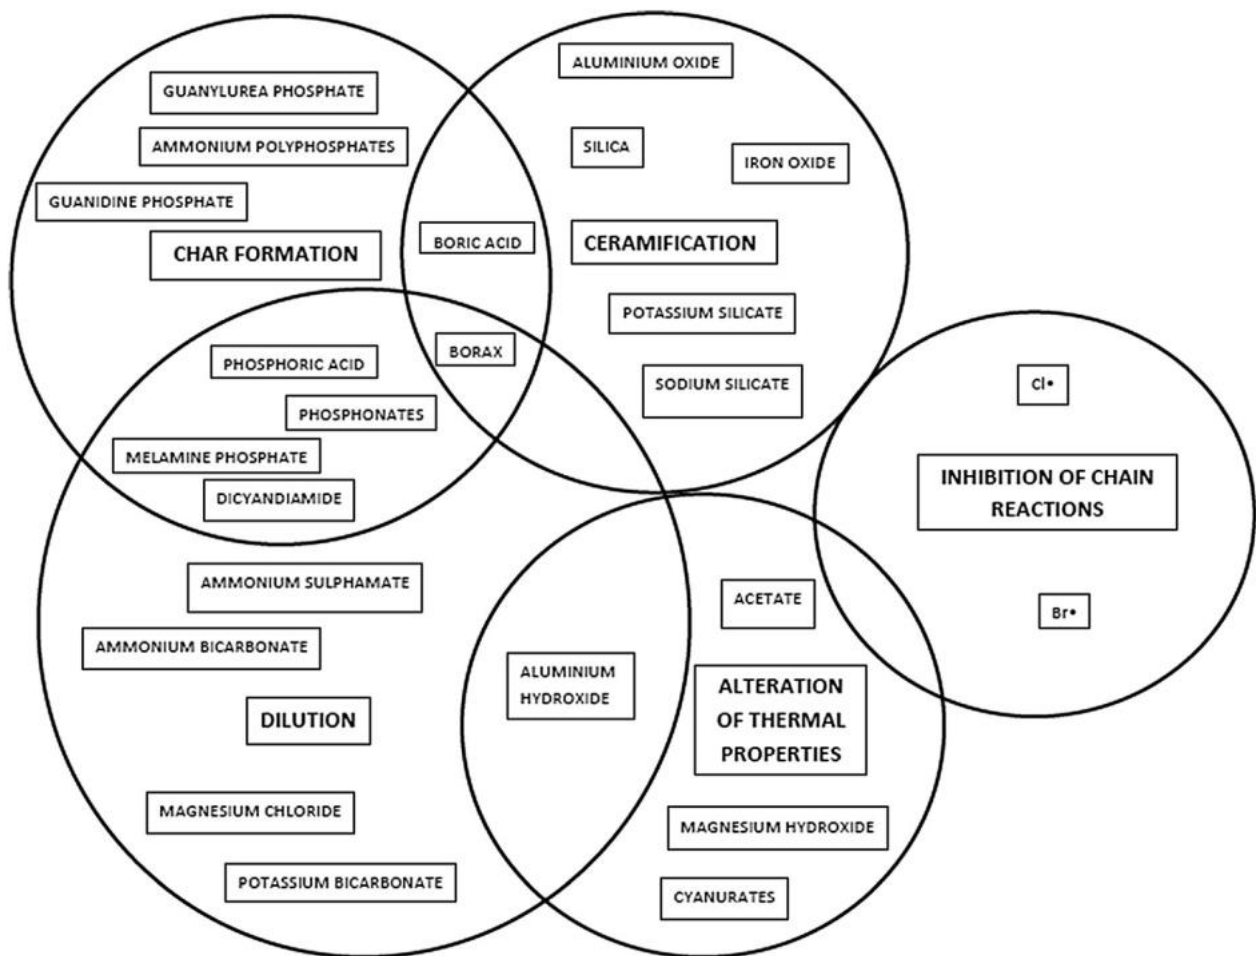 GUANYLUREA PHOSPHATE
AMMONIUM POLYPHOSPHATES
GUANIDINE PHOSPHATE
CHAR FORMATION
BORIC ACID
ALUMINIUM OXIDE
SILICA
IRON OXIDE
CERAMIFICATION
POTASSIUM SILICATE
SODIUM SILICATE
BORAX
PHOSPHORIC ACID
PHOSPHONATES
MELAMINE PHOSPHATE
DICYANDIAMIDE
AMMONIUM SULPHAMATE
AMMONIUM BICARBONATE
DILUTION
MAGNESIUM CHLORIDE
POTASSIUM BICARBONATE
ALUMINIUM
HYDROXIDE
ACETATE
ALTERATION
OF THERMAL
PROPERTIES
MAGNESIUM HYDROXIDE
CYANURATES
Cl•
INHIBITION OF CHAIN
REACTIONS
Br•